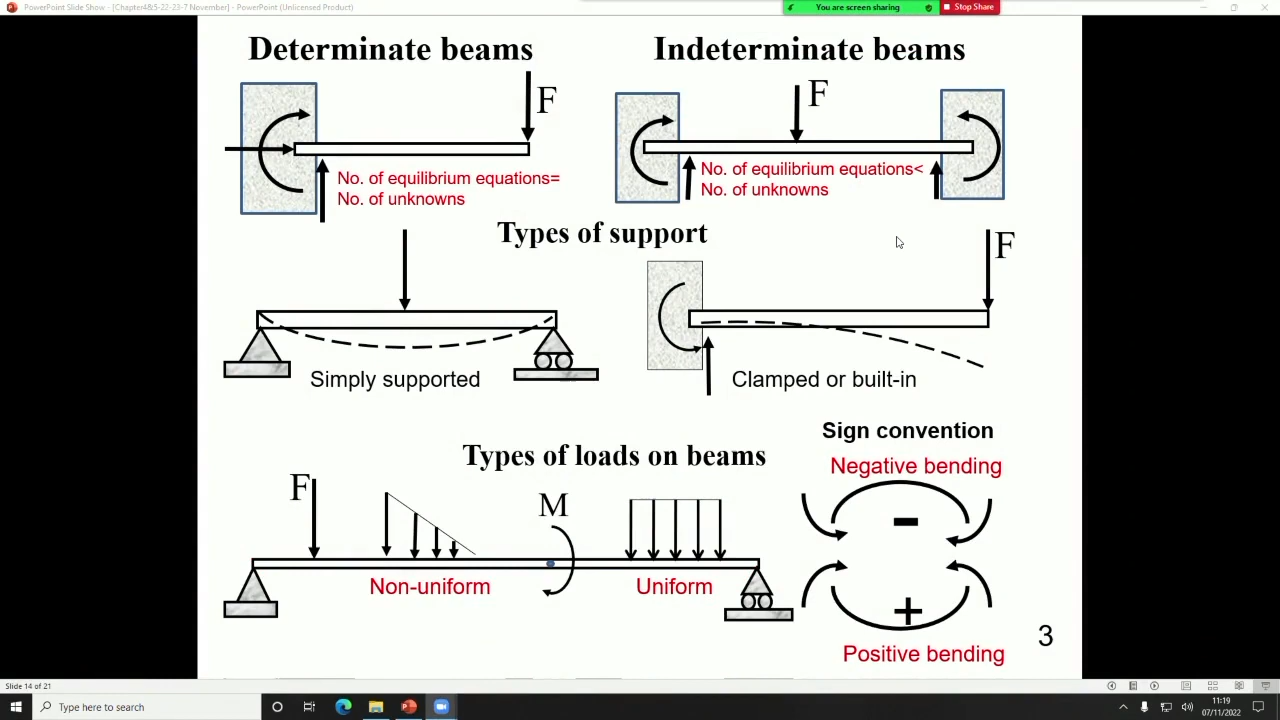 PowerPoint Slide Show - [Chapter4&5-22-23-7 November] - PowerPoint (Unlicensed Product)
You are screen sharing
Stop Share
Determinate beams
Indeterminate beams
F
F
No. of equilibrium equations=
No. of unknowns
No. of equilibrium equations<
No. of unknowns
Types of support
F
Simply supported
Clamped or built-in
Sign convention
Types of loads on beams
Negative bending
F
M
-
Non-uniform
Uniform
+
3
Positive bending
Slide 14 of 21
Type here to search
11:19
07/11/2022